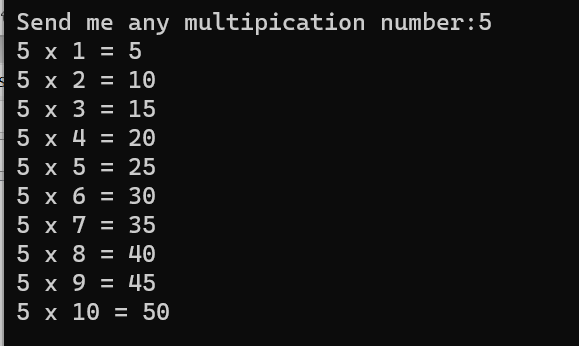 Send me any multipication number:5
5 x 1 = 5
5 x 2 = 10
5 x 3 = 15
5 x 4 = 20
5 x 5 = 25
5 x 6 = 30
5 x 7 = 35
5 x 8 = 40
5 x 9 = 45
5 x 10 = 50